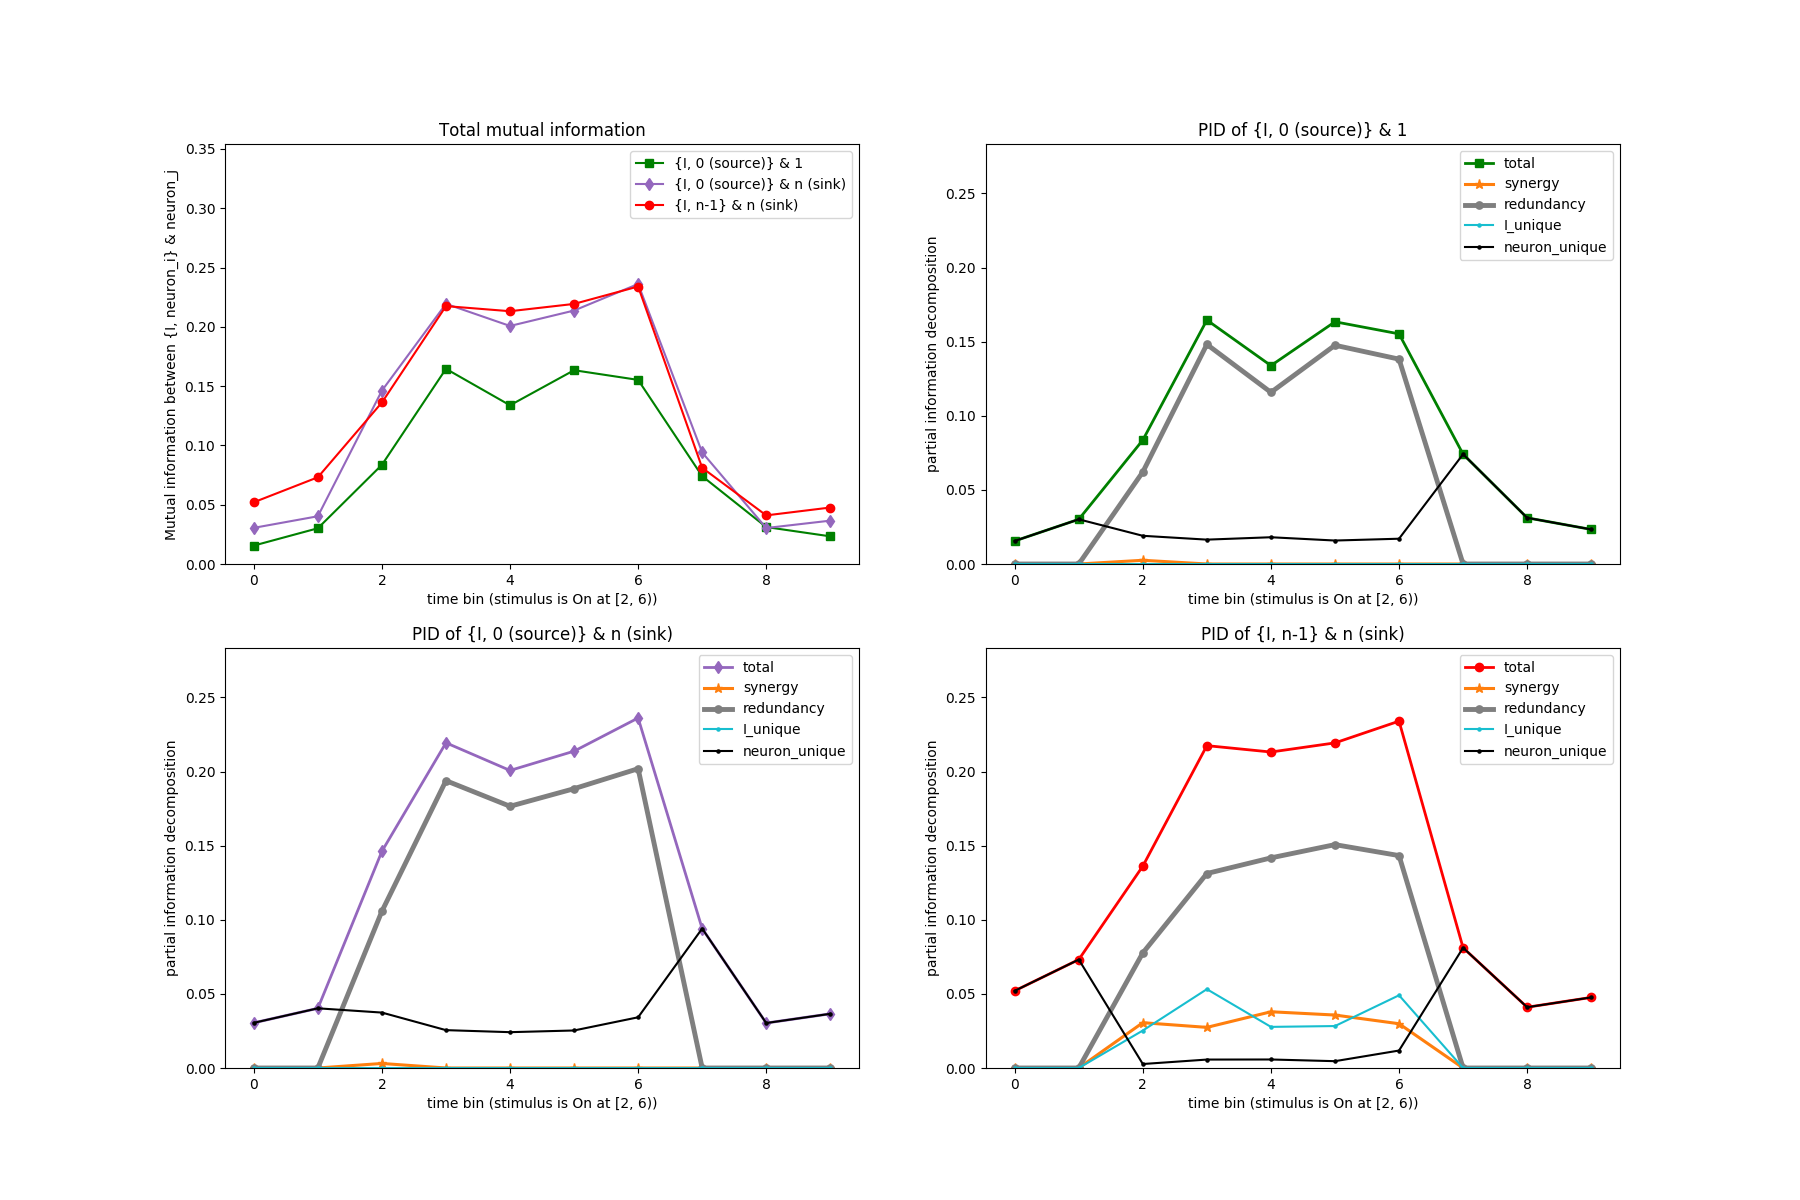 Total mutual information
Mutual information between {I, neuron_i} & neuron_j
0.35
0.30
0.25
0.20
0.15
0.10
0.05
0.00
{I, 0 (source)} & 1
{I, 0 (source)} & n (sink)
{I, n-1} & n (sink)
0 2 4 6 8
time bin (stimulus is On at [2, 6))
PID of {I, 0 (source)} & 1
partial information decomposition
0.25
0.20
0.15
0.10
0.05
0.00
total
synergy
redundancy
I_unique
neuron_unique
0 2 4 6 8
time bin (stimulus is On at [2, 6))
PID of {I, 0 (source)} & n (sink)
partial information decomposition
0.25
0.20
0.15
0.10
0.05
0.00
total
synergy
redundancy
I_unique
neuron_unique
0 2 4 6 8
time bin (stimulus is On at [2, 6))
PID of {I, n-1} & n (sink)
partial information decomposition
0.25
0.20
0.15
0.10
0.05
0.00
total
synergy
redundancy
I_unique
neuron_unique
0 2 4 6 8
time bin (stimulus is On at [2, 6))